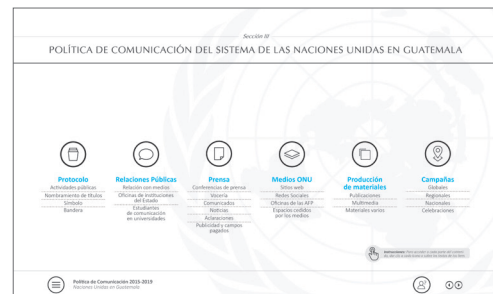 Sección III
POLÍTICA DE COMUNICACIÓN DEL SISTEMA DE LAS NACIONES UNIDAS EN GUATEMALA
Protocolo
Actividades públicas
Nombramiento de títulos
Símbolo
Bandera
Relaciones Públicas
Relación con medios
Oficinas de instituciones
del Estado
Estudiantes
de comunicación
en universidades
Prensa
Conferencias de prensa
Vocería
Comunicados
Noticias
Aclaraciones
Publicidad y campos
pagados
Medios ONU
Sitios web
Redes Sociales
Oficinas de las AFP
Espacios cedidos
por los medios
Producción
de materiales
Publicaciones
Multimedia
Materiales varios
Campañas
Globales
Regionales
Nacionales
Celebraciones
Política de Comunicación 2015-2019
Naciones Unidas en Guatemala